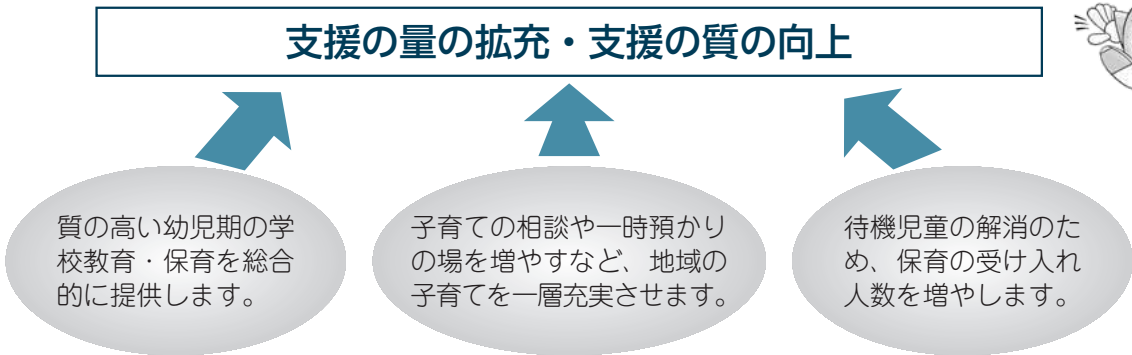 支援の量の拡充・支援の質の向上
質の高い幼児期の学
校教育・保育を総合
的に提供します。
子育ての相談や一時預かり
の場を増やすなど、地域の
子育てを一層充実させます。
待機児童の解消のた
め、保育の受け入れ
人数を増やします。